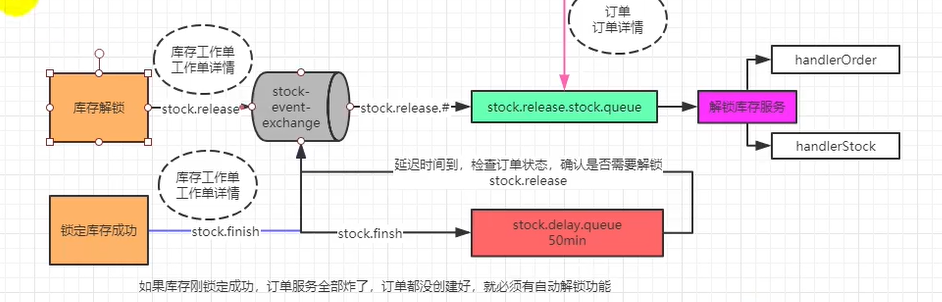 订单
订单详情
库存工作单
工作单详情
handlerOrder
库存解锁
stock.release
stock-
event-
exchange
stock.release.#
stock.release.stock.queue
解锁库存服务
handlerStock
延迟时间到，检查订单状态，确认是否需要解锁
stock.release
库存工作单
工作单详情
锁定库存成功
stock.finish
stock.finsh
stock.delay.queue
50min
如果库存刚锁定成功，订单服务全部炸了，订单都没创建好，就必须有自动解锁功能